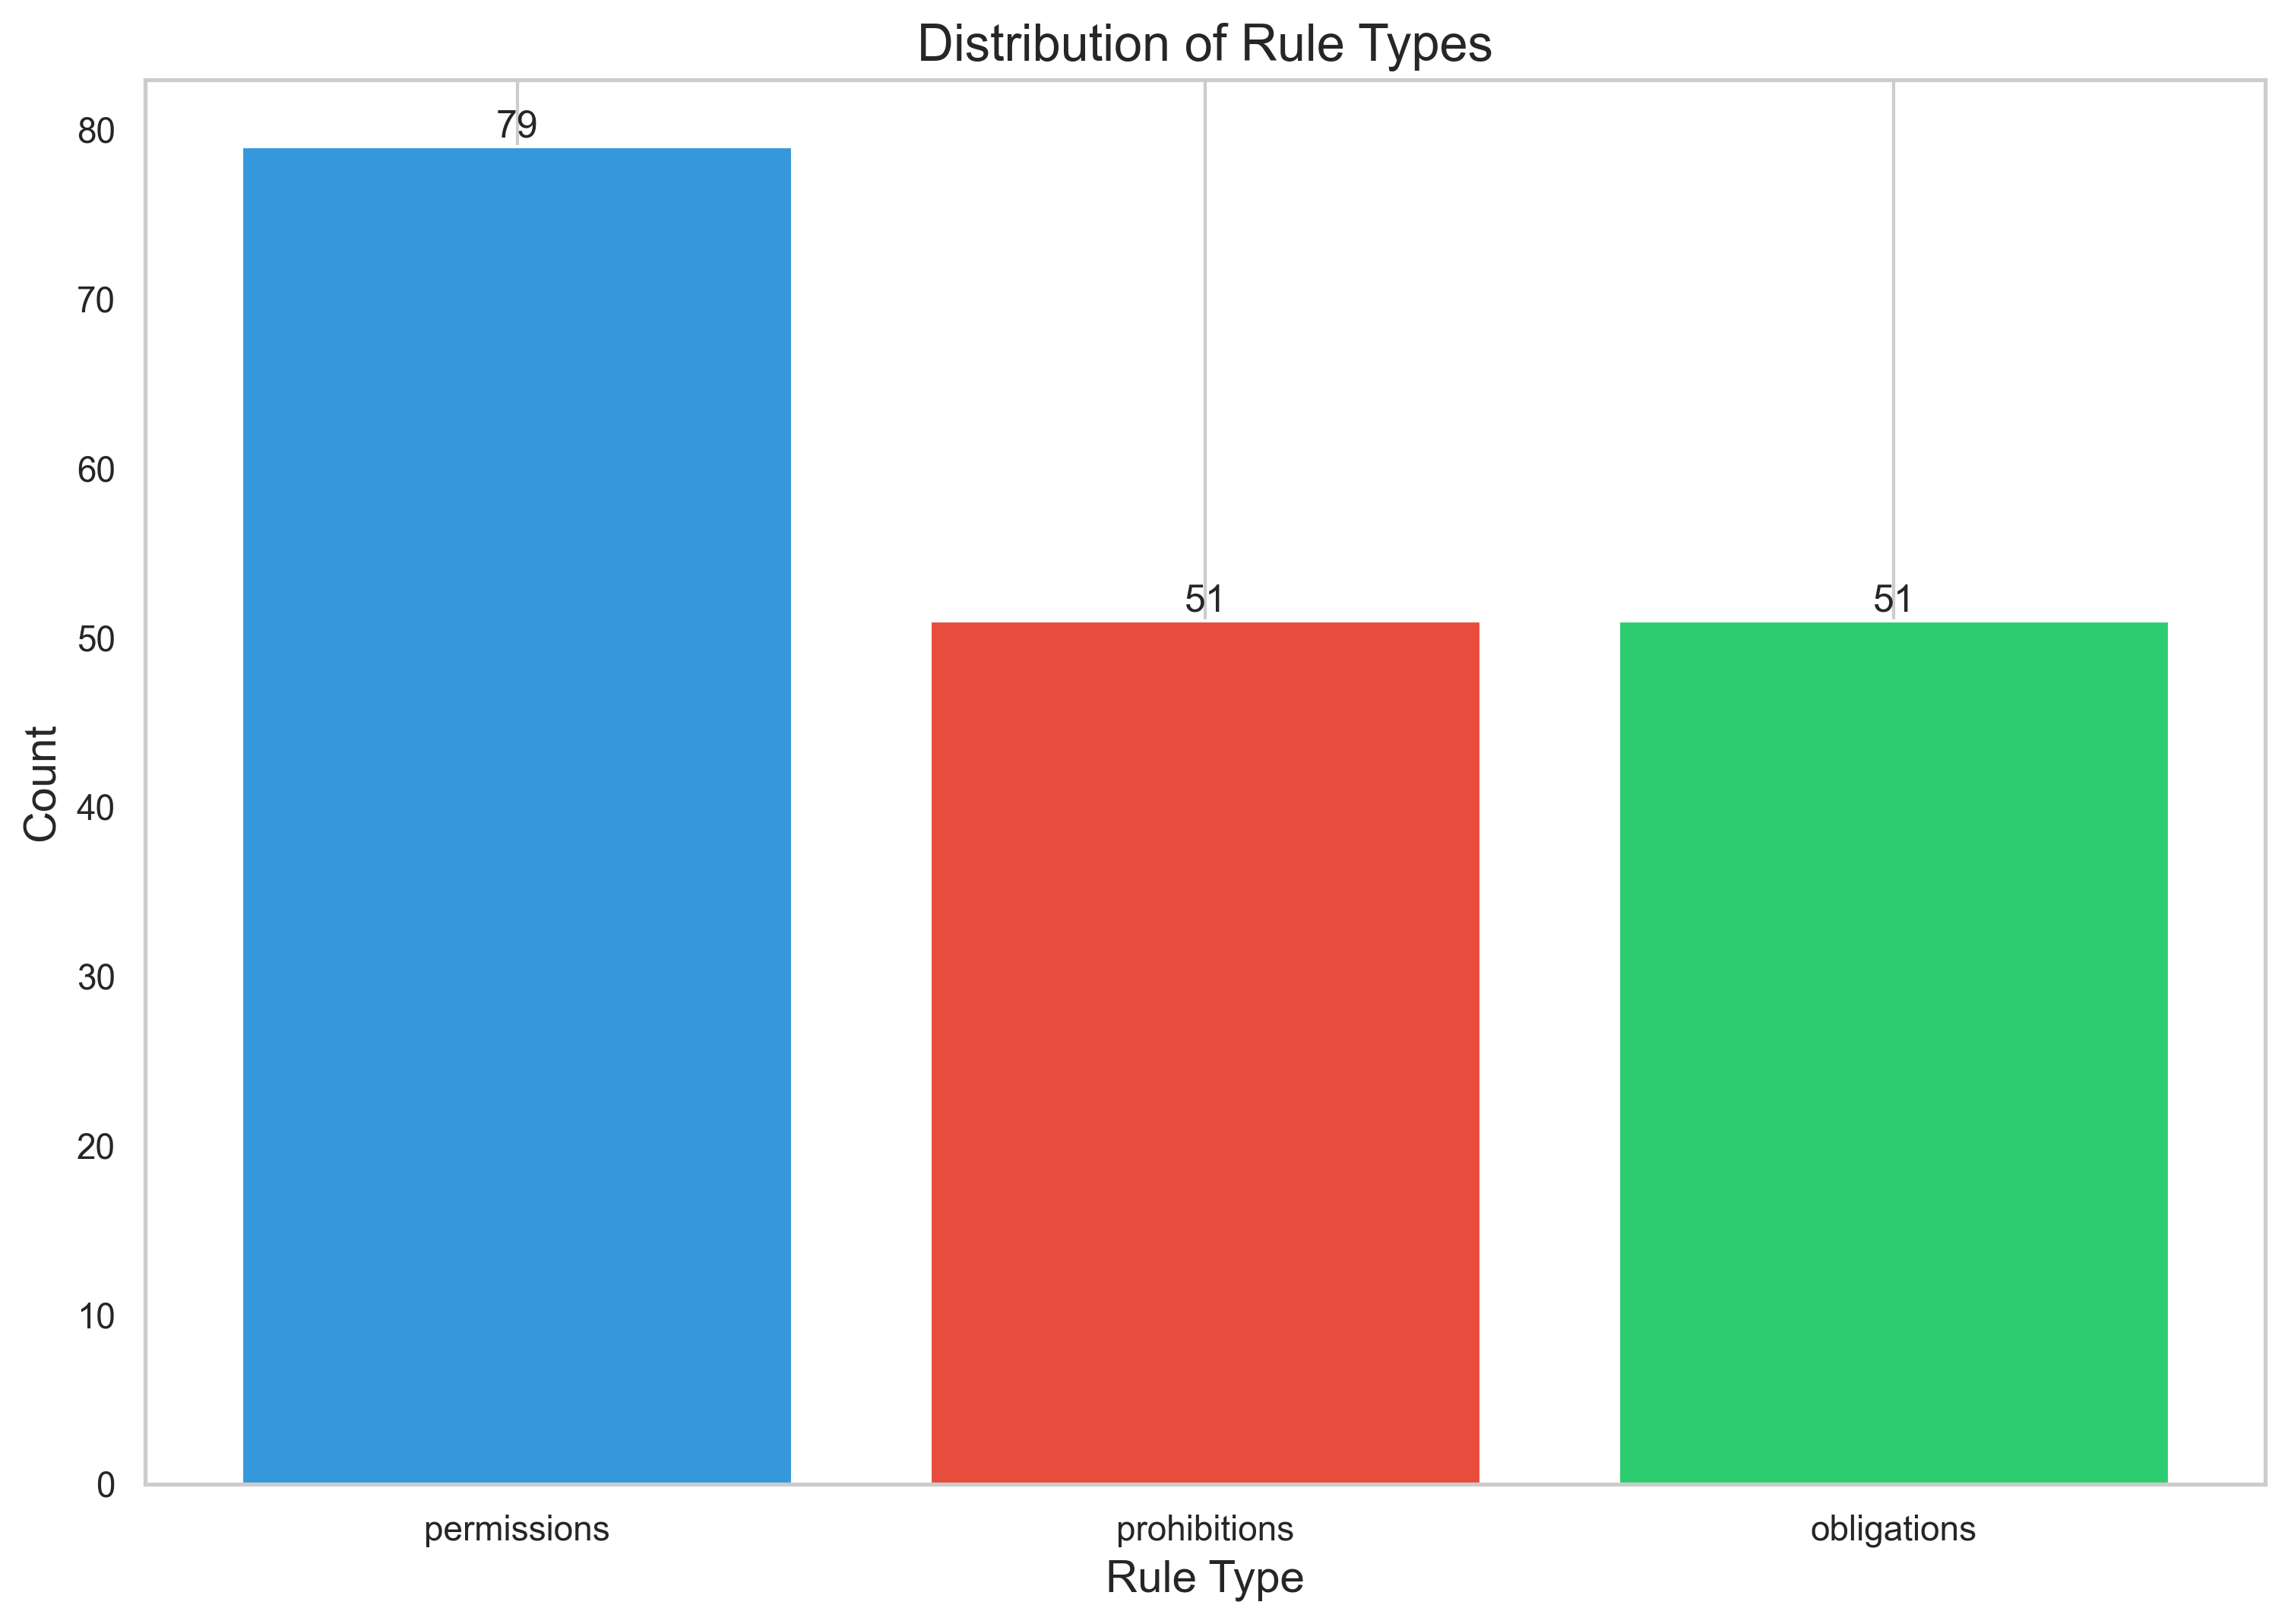 Distribution of Rule Types
Count
80
70
60
50
40
30
20
10
0
79
51
51
permissions
prohibitions
obligations
Rule Type